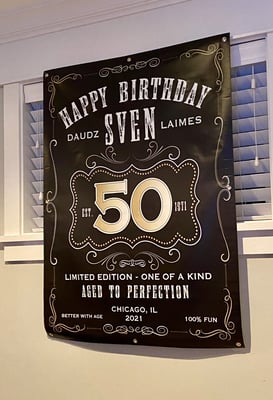 HAPPY BIRTHDAY
DAUDZ SVEN LAIMES
EST. 50 1971
LIMITED EDITION - ONE OF A KIND
AGED TO PERFECTION
CHICAGO, IL
BETTER WITH AGE 2021 100% FUN